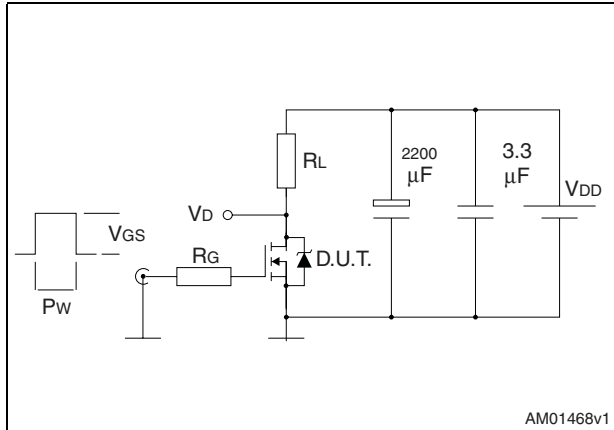 RL
2200
μF
3.3
μF
VDD
VD
VGS
RG
D.U.T.
PW
AM01468v1